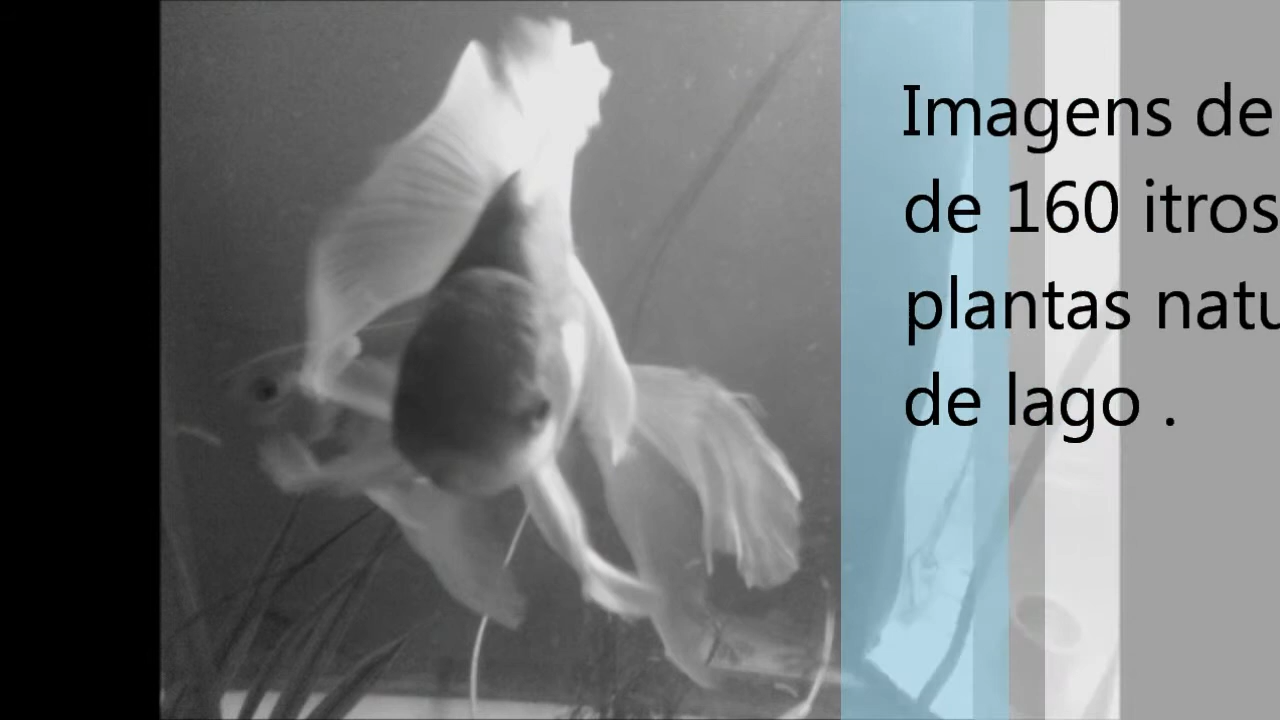 Imagens de
de 160 itros
plantas natu
de lago .